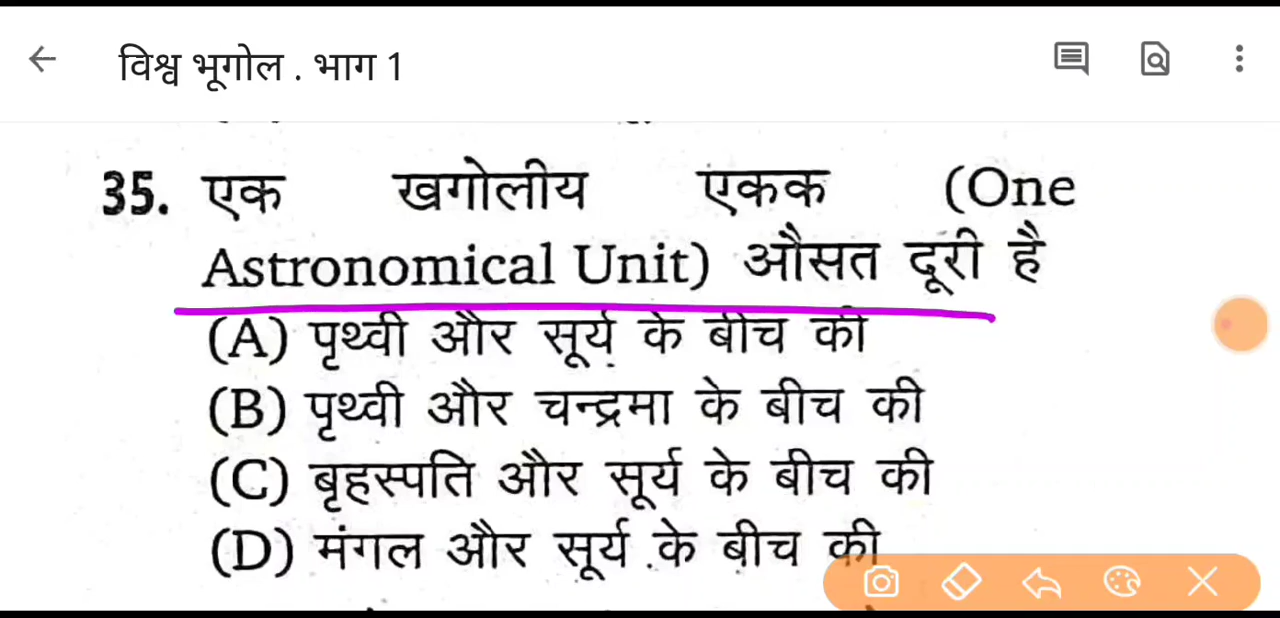 विश्व भूगोल . भाग 1
35. एक खगोलीय एकक (One
Astronomical Unit) औसत दूरी है
(A) पृथ्वी और सूर्य के बीच की
(B) पृथ्वी और चन्द्रमा के बीच की
(C) बृहस्पति और सूर्य के बीच की
(D) मंगल और सूर्य के बीच की